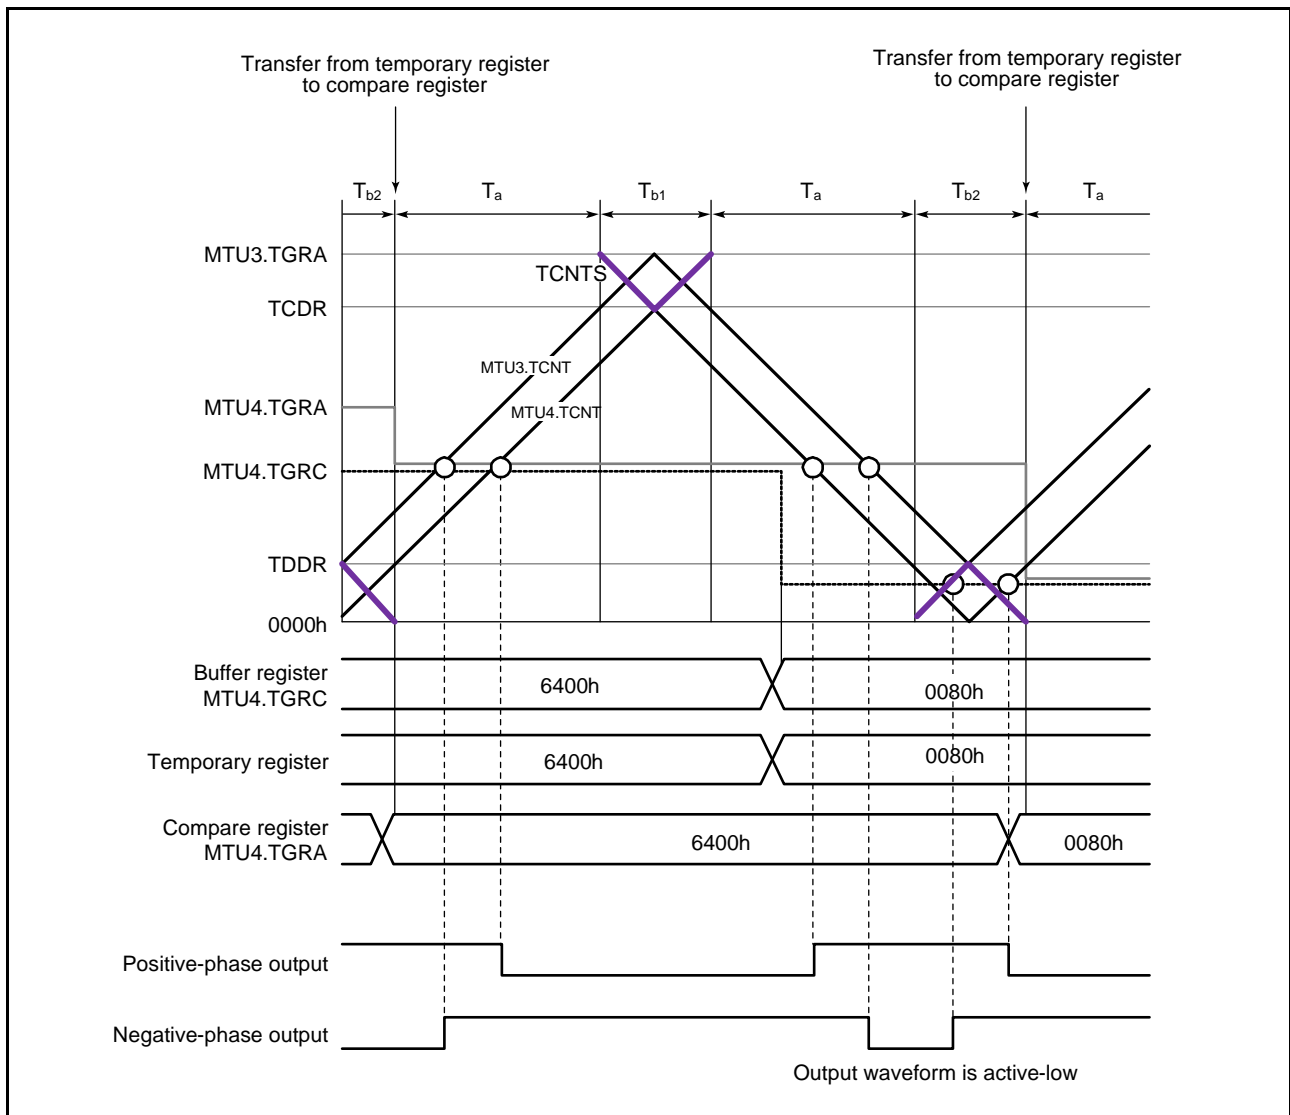 Transfer from temporary register
to compare register
Transfer from temporary register
to compare register
Tb2
Ta
Tb1
Ta
Tb2
Ta
MTU3.TGRA
TCNTS
TCDR
MTU3.TCNT
MTU4.TGRA
MTU4.TCNT
MTU4.TGRC
TDDR
0000h
Buffer register
MTU4.TGRC
6400h
0080h
Temporary register
6400h
0080h
Compare register
MTU4.TGRA
6400h
0080h
Positive-phase output
Negative-phase output
Output waveform is active-low